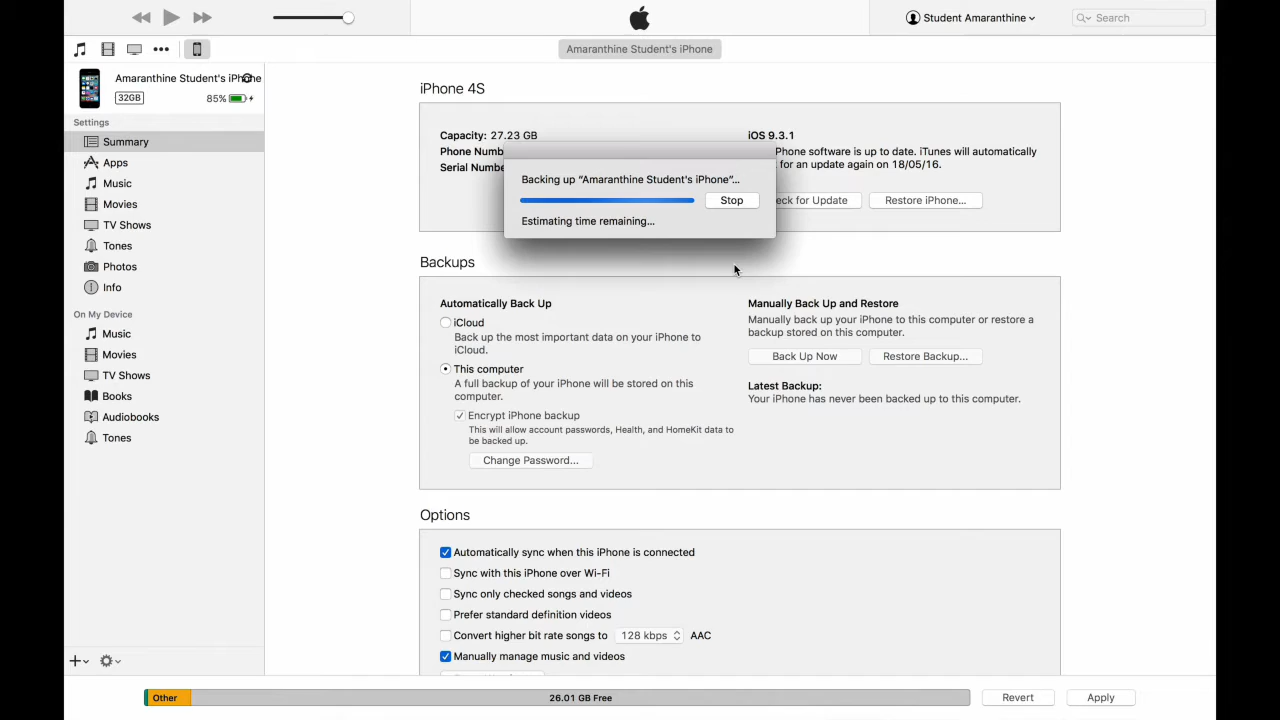 Student Amaranthine
Search
Amaranthine Student's iPhone
Amaranthine Student's iPhone
32GB
85%
Settings
Summary
Apps
Music
Movies
TV Shows
Tones
Photos
Info
On My Device
Music
Movies
TV Shows
Books
Audiobooks
Tones
iPhone 4S
Capacity: 27.23 GB
Phone Numb
Serial Numbe
iOS 9.3.1
Phone software is up to date. iTunes will automatically
for an update again on 18/05/16.
eck for Update
Restore iPhone...
Backing up “Amaranthine Student's iPhone”...
Stop
Estimating time remaining...
Backups
Automatically Back Up
iCloud
Back up the most important data on your iPhone to
iCloud.
This computer
A full backup of your iPhone will be stored on this
computer.
Encrypt iPhone backup
This will allow account passwords, Health, and HomeKit data to
be backed up.
Change Password...
Manually Back Up and Restore
Manually back up your iPhone to this computer or restore a
backup stored on this computer.
Back Up Now
Restore Backup...
Latest Backup:
Your iPhone has never been backed up to this computer.
Options
Automatically sync when this iPhone is connected
Sync with this iPhone over Wi-Fi
Sync only checked songs and videos
Prefer standard definition videos
Convert higher bit rate songs to 128 kbps AAC
Manually manage music and videos
Other
26.01 GB Free
Revert
Apply